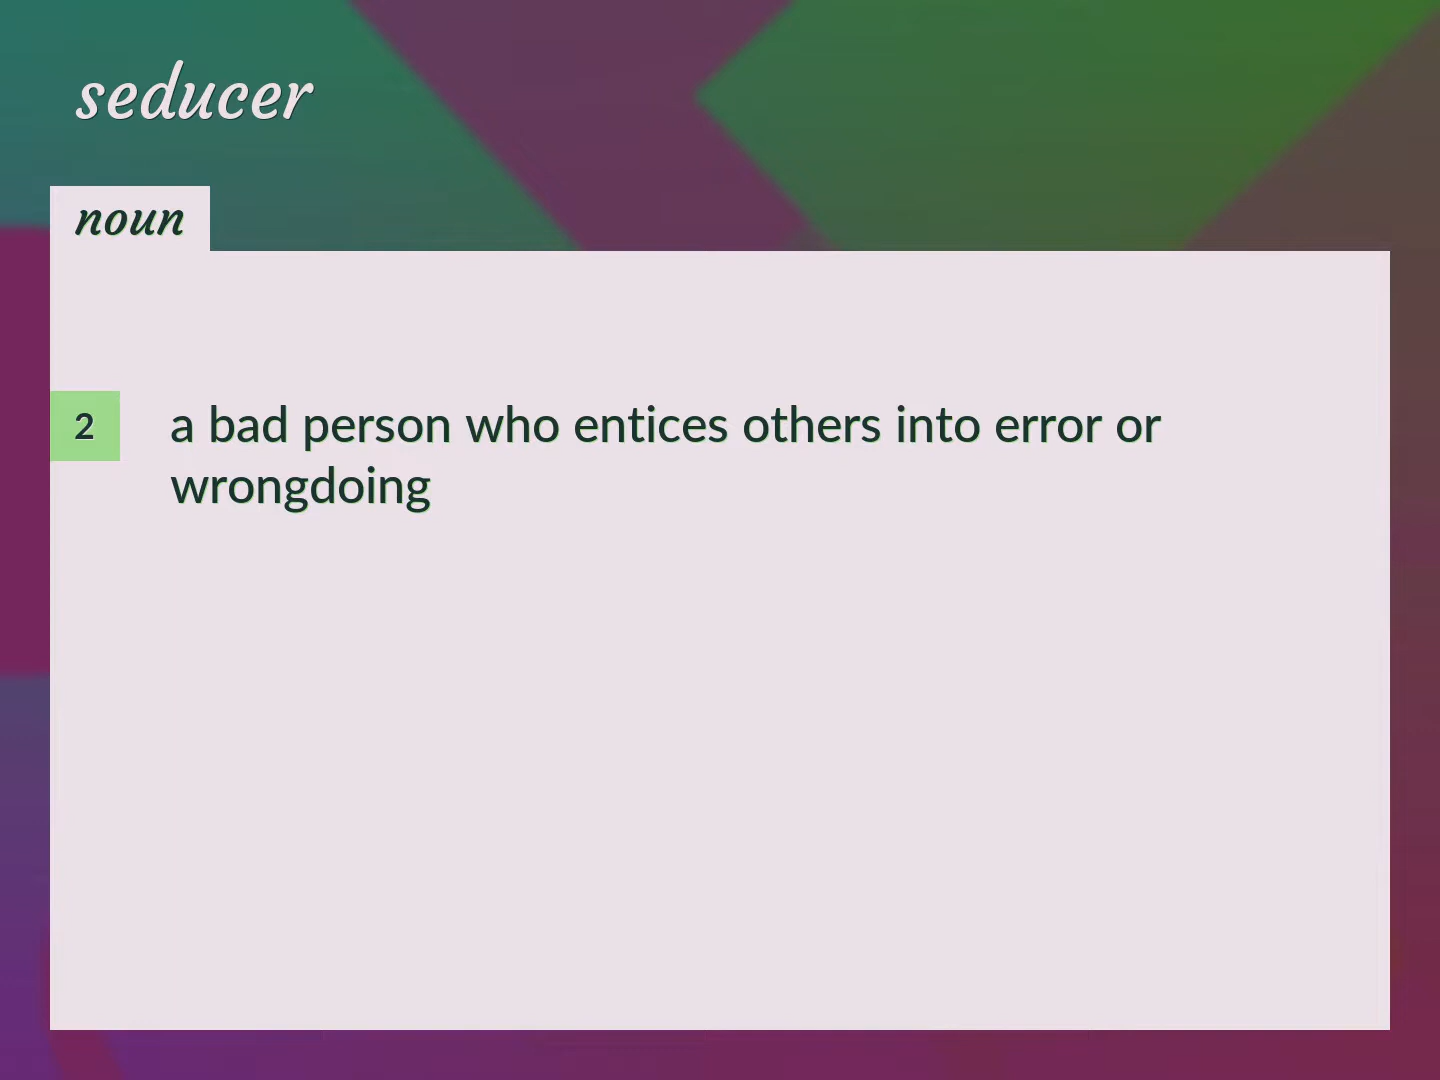 seducer
noun
2
a bad person who entices others into error or
wrongdoing